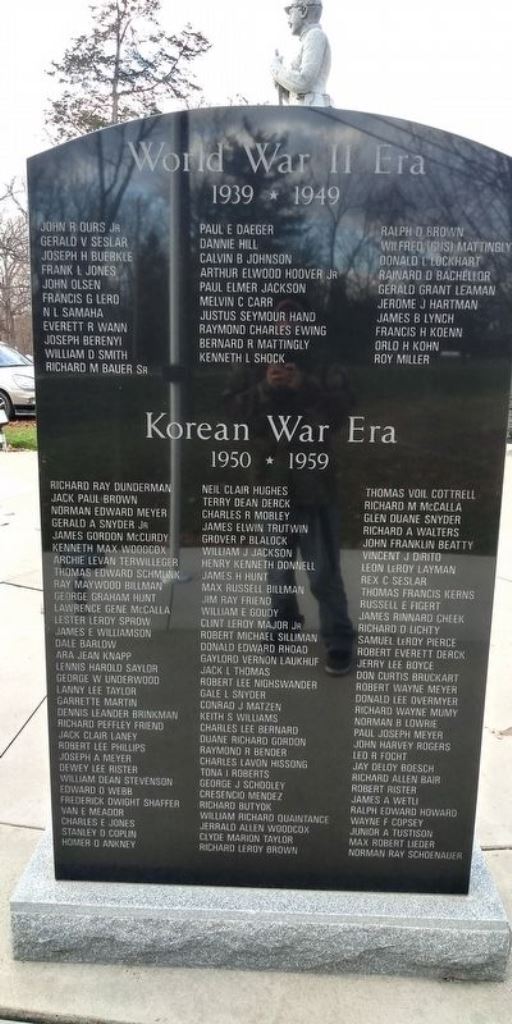 World War II Era
1939 ★ 1949
JOHN R OURS JR
GERALD V SESLAR
JOSEPH H BUERKLE
FRANK L JONES
JOHN OLSEN
FRANCIS G LERO
N L SAMAHA
EVERETT R WANN
JOSEPH BERENYI
WILLIAM D SMITH
RICHARD M BAUER SR
PAUL E DAEGER
DANNIE HILL
CALVIN B JOHNSON
ARTHUR ELWOOD HOOVER JR
PAUL ELMER JACKSON
MELVIN C CARR
JUSTUS SEYMOUR HAND
RAYMOND CHARLES EWING
BERNARD R MATTINGLY
KENNETH L SHOCK
RALPH D BROWN
WILFRED (GUS) MATTINGLY
DONALD L LOCKHART
RAINARD D BACHELLOR
GERALD GRANT LEAMAN
JEROME J HARTMAN
JAMES B LYNCH
FRANCIS H KOENN
ORLO H KOHN
ROY MILLER
Korean War Era
1950 ★ 1959
RICHARD RAY DUNDERMAN
JACK PAUL BROWN
NORMAN EDWARD MEYER
GERALD A SNYDER JR
JAMES GORDON McCURDY
KENNETH MAX WOODCOX
ARCHIE LEVAN TERWILLEGER
THOMAS EDWARD SCHMUNK
RAY MAYWOOD BILLMAN
GEORGE GRAHAM HUNT
LAWRENCE GENE McCALLA
LESTER LEROY SPROW
JAMES E WILLIAMSON
DALE BARLOW
ARA JEAN KNAPP
LENNIS HAROLD SAYLOR
GEORGE W UNDERWOOD
LANNY LEE TAYLOR
GARRETTE MARTIN
DENNIS LEANDER BRINKMAN
RICHARD PEFFLEY FRIEND
JACK CLAIR LANEY
ROBERT LEE PHILLIPS
JOSEPH A MEYER
DEWEY LEE RISTER
WILLIAM DEAN STEVENSON
EDWARD O WEBB
FREDERICK DWIGHT SHAFFER
VAN E MEADOR
CHARLES E JONES
STANLEY D COPLIN
HOMER D ANKNEY
NEIL CLAIR HUGHES
TERRY DEAN DERCK
CHARLES R MORLEY
JAMES ELWIN TRUTWIN
GROVER P BLALOCK
WILLIAM J JACKSON
HENRY KENNETH DONNELL
JAMES H HUNT
MAX RUSSELL BILLMAN
JIM RAY FRIEND
WILLIAM E GOUDY
CLINT LEROY MAJOR JR
ROBERT MICHAEL SILLIMAN
DONALD EDWARD RHOAD
GAYLORD VERNON LAUKHUF
JACK L THOMAS
ROBERT LEE NIGHSWANDER
GALE L SNYDER
CONRAD J MATZEN
KEITH S WILLIAMS
CHARLES LEE BERNARD
DUANE RICHARD GORDON
RAYMOND R BENDER
CHARLES LAVON HISSONG
TONA I ROBERTS
GEORGE J SCHOOLEY
CRESENCIO MENDEZ
RICHARD BUTYOK
WILLIAM RICHARD QUAINTANCE
JERRALD ALLEN WOODCOX
CLYDE MARION TAYLOR
RICHARD LEROY BROWN
THOMAS VOIL COTTRELL
RICHARD M McCALLA
GLEN DUANE SNYDER
RICHARD A WALTERS
JOHN FRANKLIN BEATTY
VINCENT J DIRITO
LEON LEROY LAYMAN
REX C SESLAR
THOMAS FRANCIS KERNS
RUSSELL E FIGERT
JAMES RINNARD CHEEK
RICHARD D LICHTY
SAMUEL LEROY PIERCE
ROBERT EVERETT DERCK
JERRY LEE BOYCE
DON CURTIS BRUCKART
ROBERT WAYNE MEYER
DONALD LEE OVERMYER
RICHARD WAYNE MUMY
NORMAN B LOWRIE
PAUL JOSEPH MEYER
JOHN HARVEY ROGERS
LEO R FOCHT
JAY DELOY BOESCH
RICHARD ALLEN BAIR
ROBERT RISTER
JAMES A WETLI
RALPH EDWARD HOWARD
WAYNE F COPSEY
JUNIOR A TUSTISON
MAX ROBERT LIEDER
NORMAN RAY SCHOENAUER